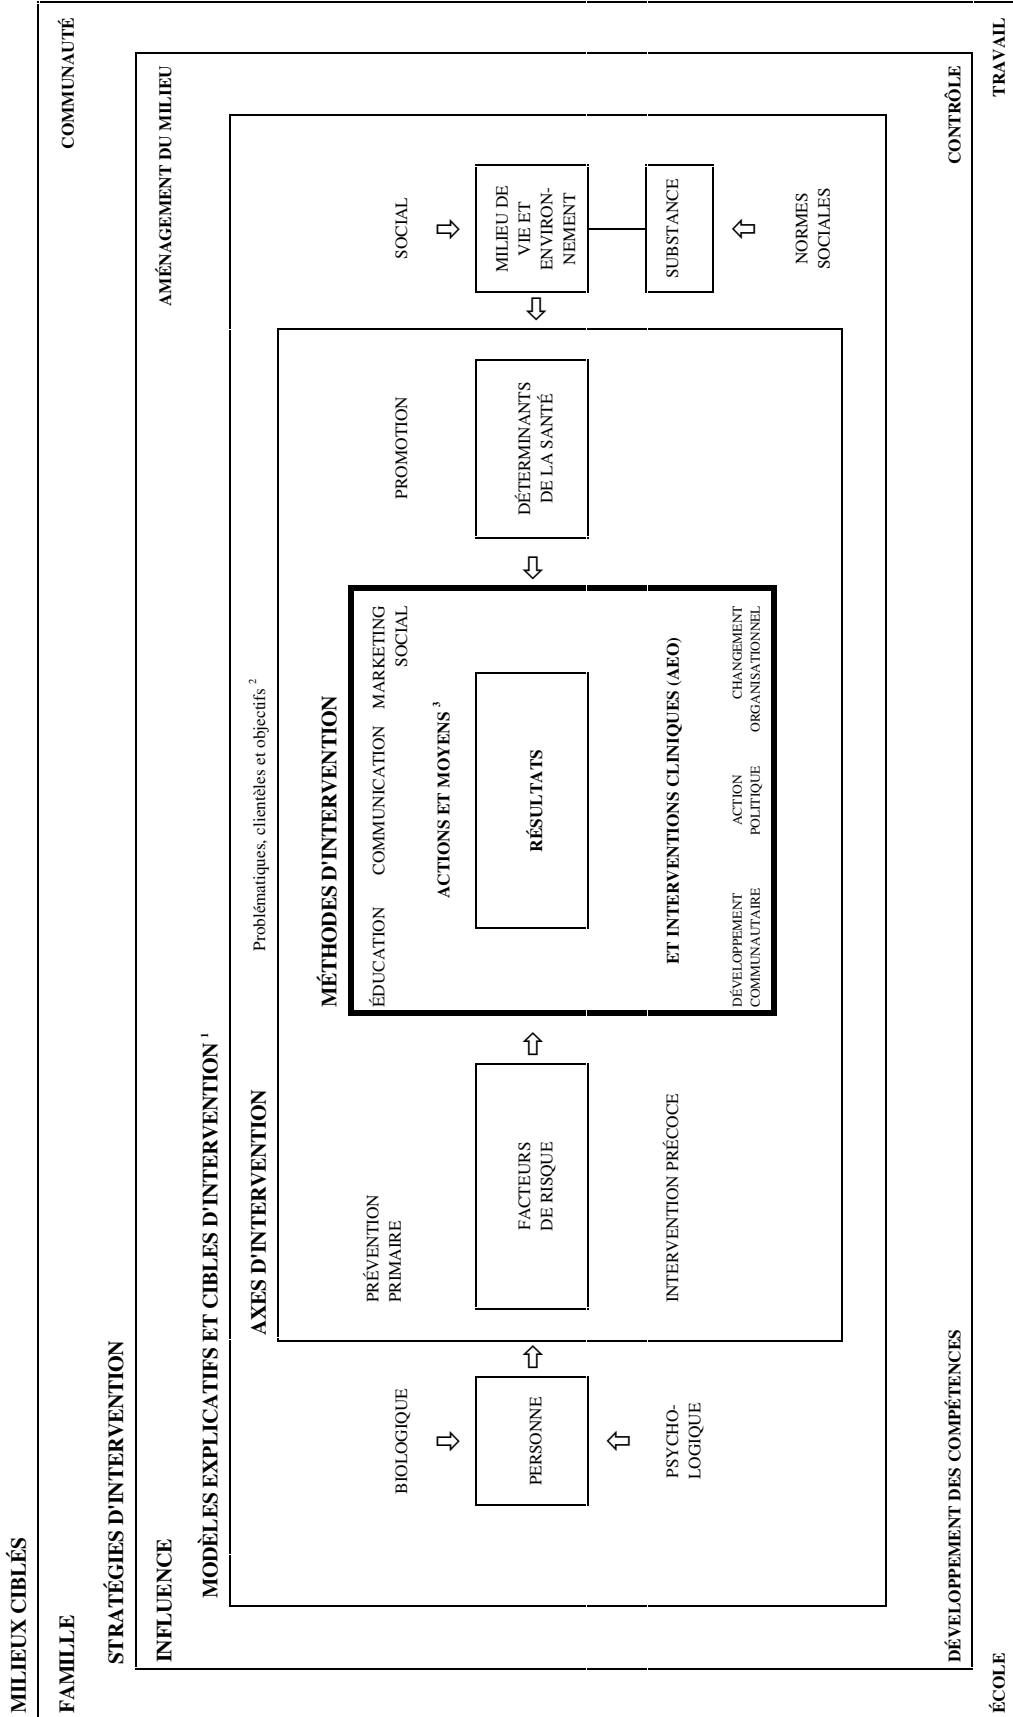 MILIEUX CIBLÉS
FAMILLE
COMMUNAUTÉ
STRATÉGIES D'INTERVENTION
INFLUENCE
AMÉNAGEMENT DU MILIEU
MODÈLES EXPLICATIFS ET CIBLES D'INTERVENTION ¹
AXES D'INTERVENTION
Problématiques, clientèles et objectifs ²
MÉTHODES D'INTERVENTION
BIOLOGIQUE
PERSONNE
PSYCHO-
LOGIQUE
PRÉVENTION
PRIMAIRE
FACTEURS
DE RISQUE
INTERVENTION PRÉCOCE
ÉDUCATION
COMMUNICATION
MARKETING
SOCIAL
ACTIONS ET MOYENS ³
RÉSULTATS
ET INTERVENTIONS CLINIQUES (AEO)
DÉVELOPPEMENT
COMMUNAUTAIRE
ACTION
POLITIQUE
CHANGEMENT
ORGANISATIONNEL
PROMOTION
DÉTERMINANTS
DE LA SANTÉ
SOCIAL
MILIEU DE
VIE ET
ENVIRON-
NEMENT
SUBSTANCE
NORMES
SOCIALES
DÉVELOPPEMENT DES COMPÉTENCES
CONTRÔLE
ÉCOLE
TRAVAIL